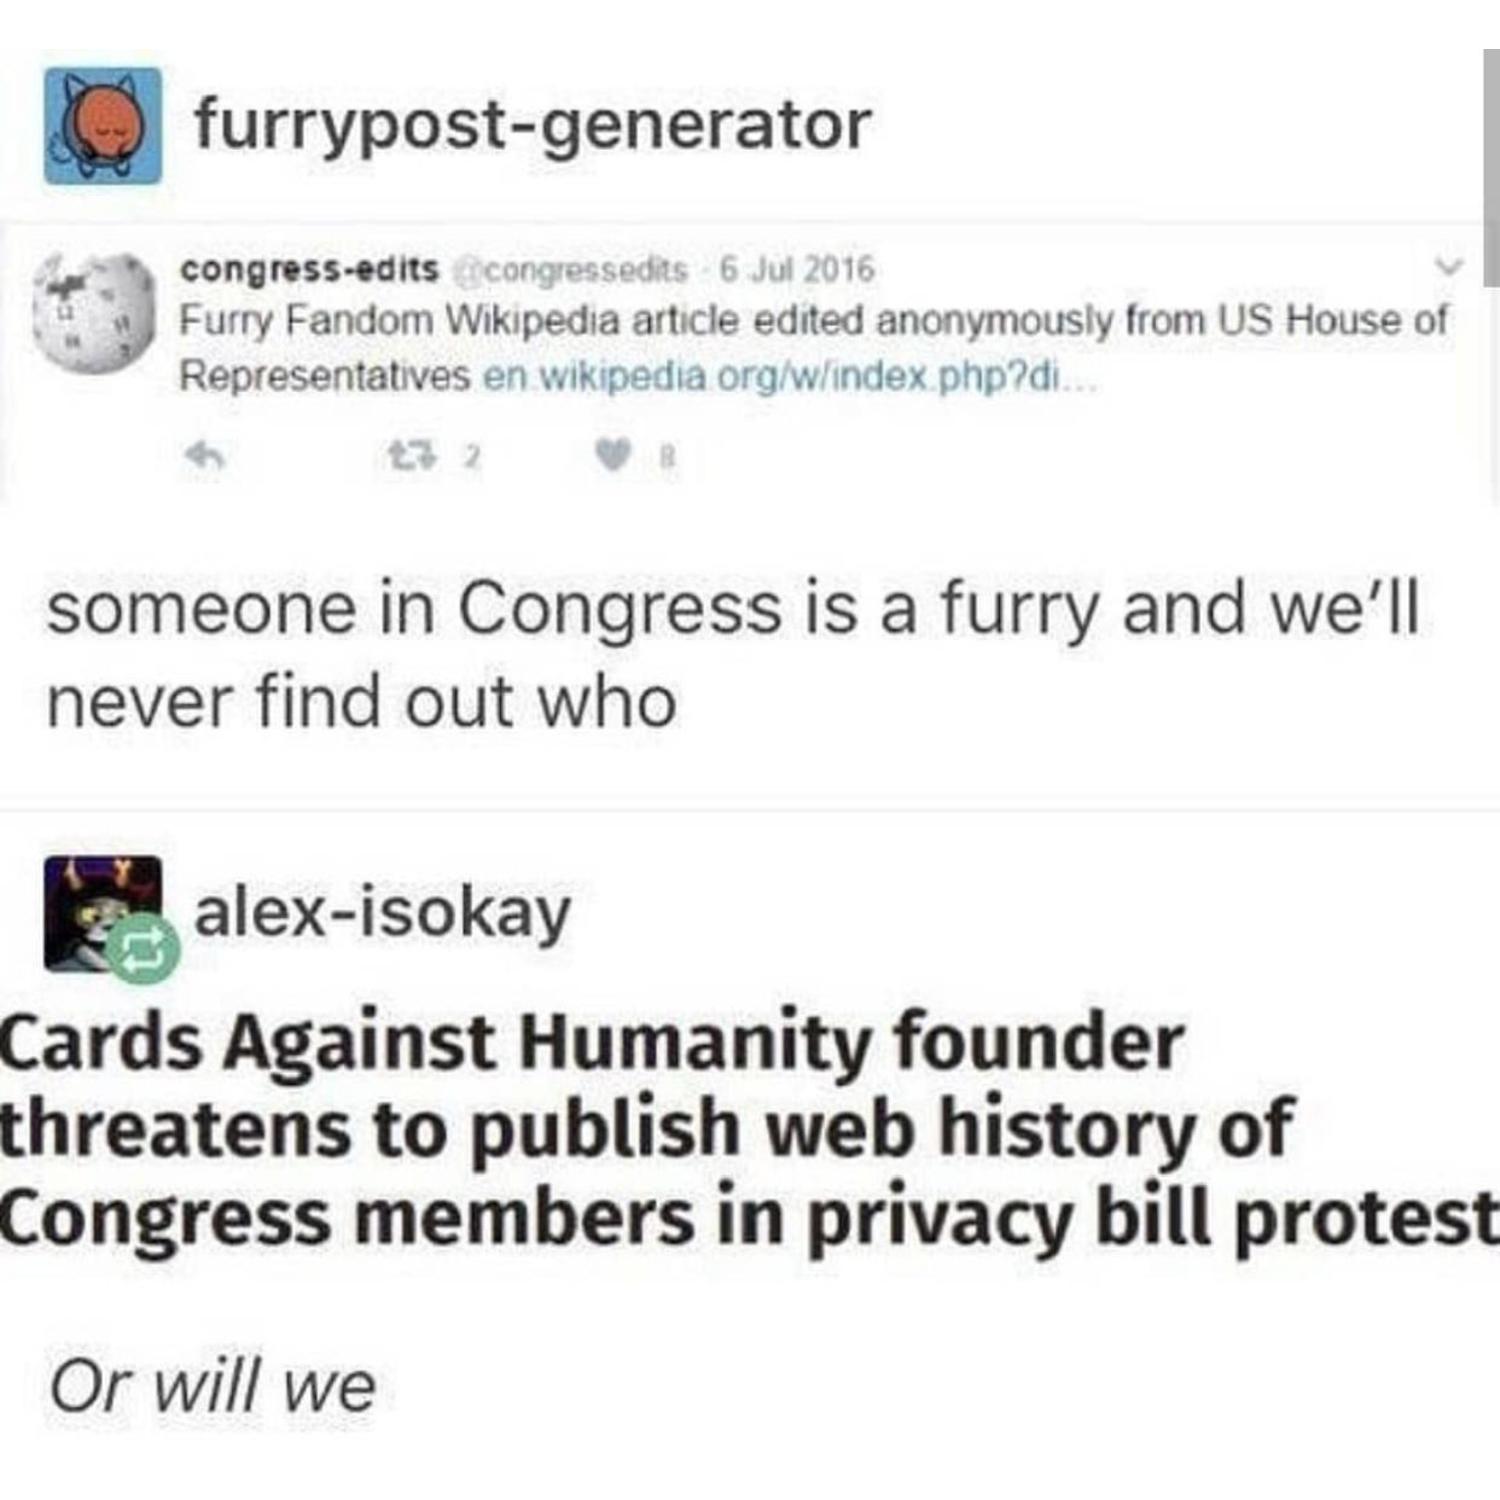 furrypost-generator
congress-edits @congressedits · 6 Jul 2016
Furry Fandom Wikipedia article edited anonymously from US House of
Representatives en.wikipedia.org/w/index.php?di…
2 8
someone in Congress is a furry and we'll
never find out who
alex-isokay
Cards Against Humanity founder
threatens to publish web history of
Congress members in privacy bill protest
Or will we